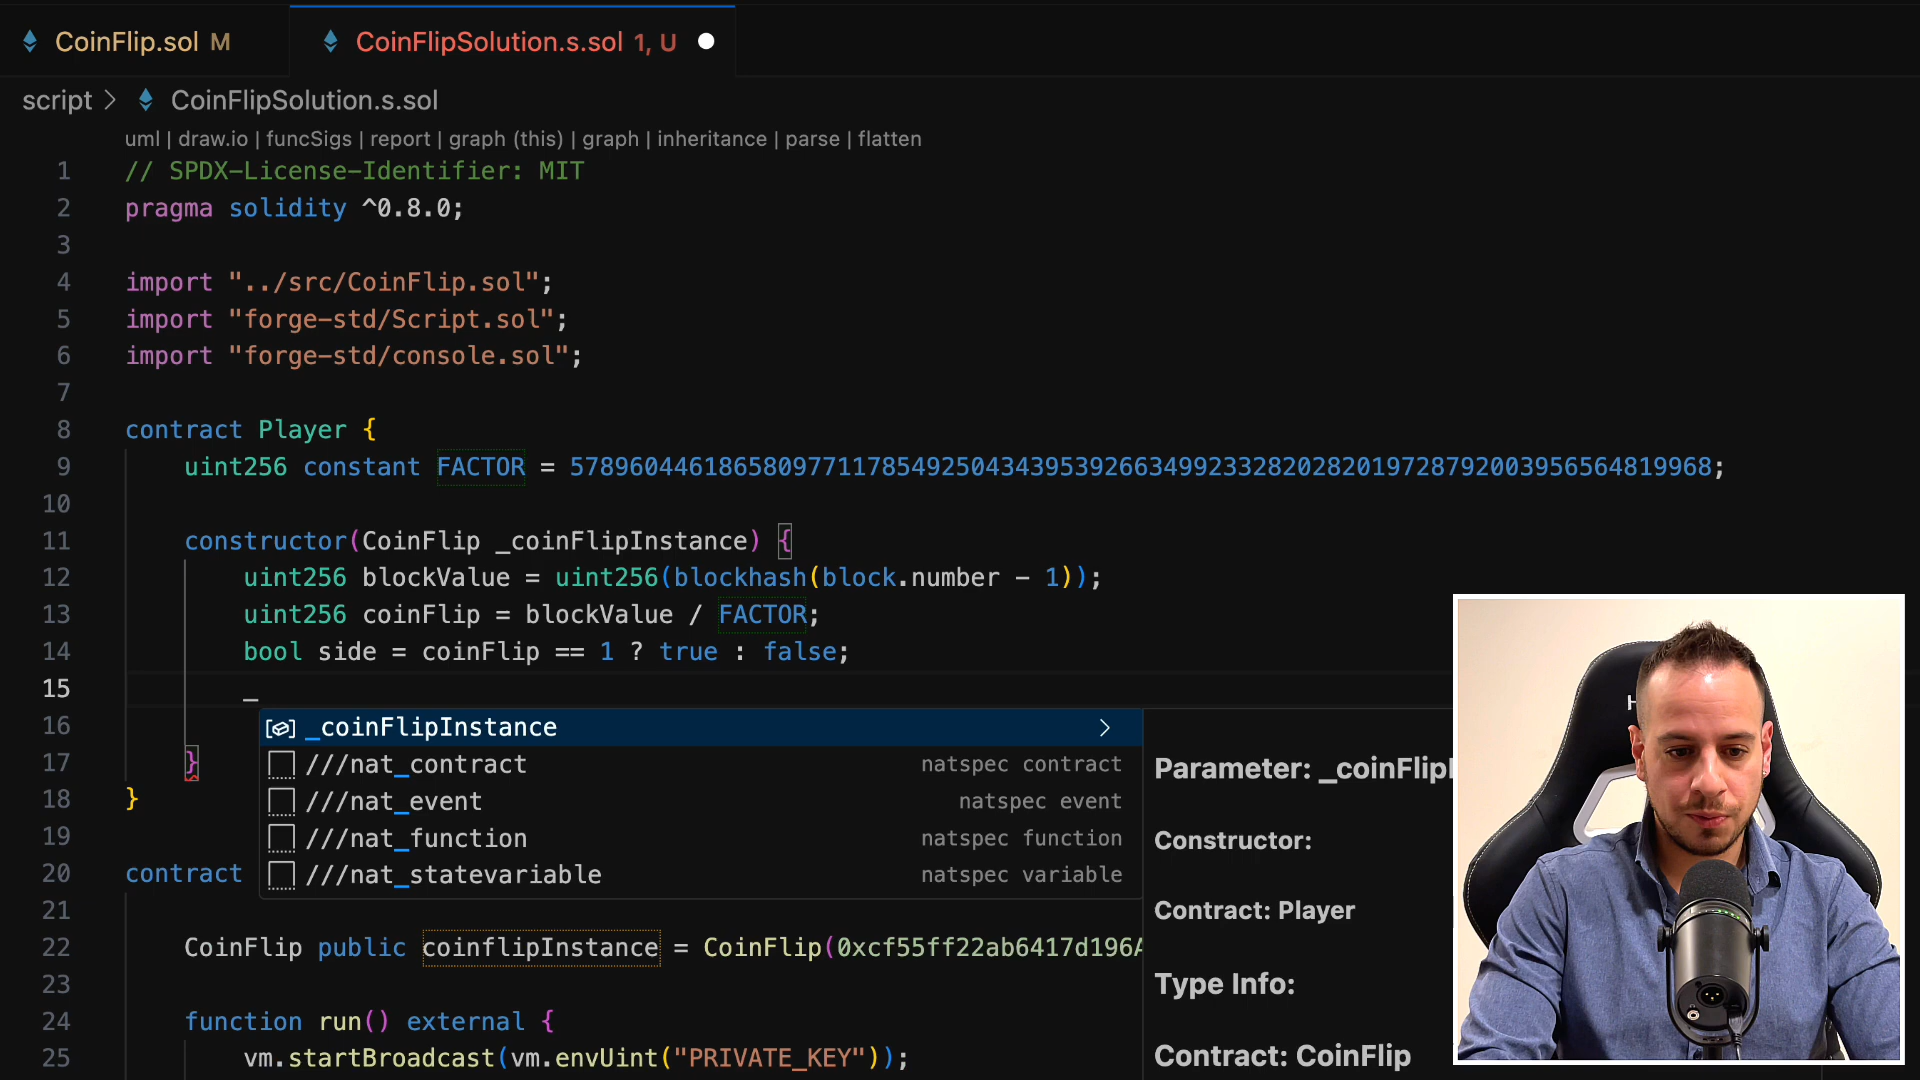 CoinFlip.sol M
CoinFlipSolution.s.sol 1, U
script > CoinFlipSolution.s.sol
uml | draw.io | funcSigs | report | graph (this) | graph | inheritance | parse | flatten
1 // SPDX-License-Identifier: MIT
2 pragma solidity ^0.8.0;
3
4 import "../src/CoinFlip.sol";
5 import "forge-std/Script.sol";
6 import "forge-std/console.sol";
7
8 contract Player {
9 uint256 constant FACTOR = 57896044618658097711785492504343953926634992332820282019728792003956564819968;
10
11 constructor(CoinFlip _coinFlipInstance) {
12 uint256 blockValue = uint256(blockhash(block.number - 1));
13 uint256 coinFlip = blockValue / FACTOR;
14 bool side = coinFlip == 1 ? true : false;
15 _
16 _coinFlipInstance >
17 } ///nat_contract natspec contract
18 } ///nat_event natspec event
19 ///nat_function natspec function
20 contract ///nat_statevariable natspec variable
21
22 CoinFlip public coinflipInstance = CoinFlip(0xcf55ff22ab6417d196A
23
24 function run() external {
25 vm.startBroadcast(vm.envUint("PRIVATE_KEY"));
Parameter: _coinFlipI
Constructor:
Contract: Player
Type Info:
Contract: CoinFlip
H